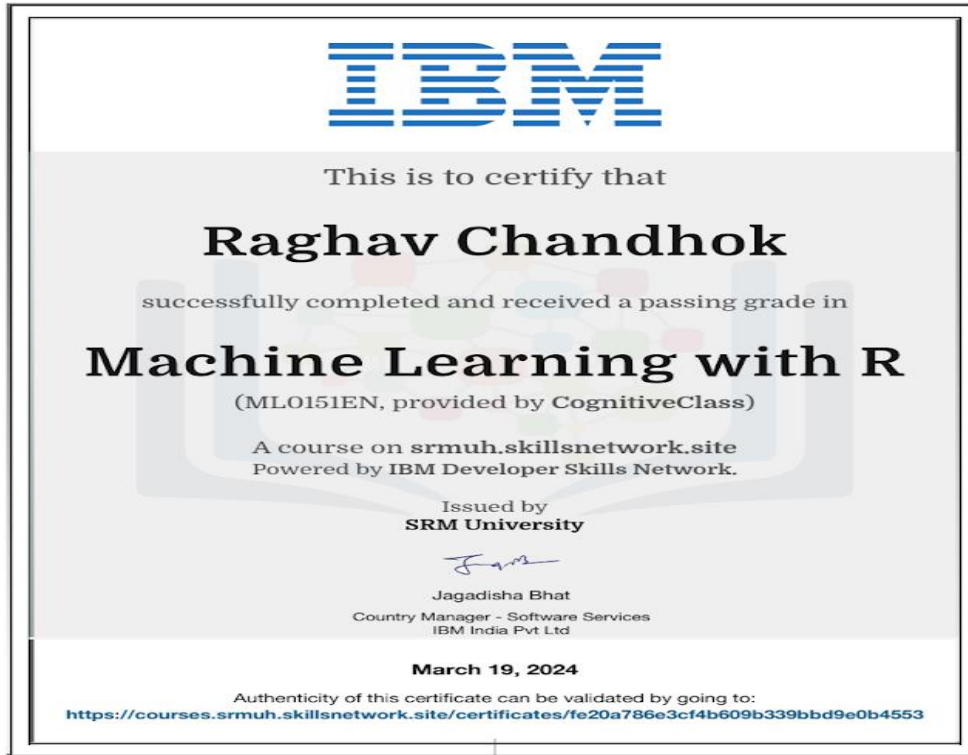 IBM
This is to certify that
Raghav Chandhok
successfully completed and received a passing grade in
Machine Learning with R
(ML0151EN, provided by CognitiveClass)
A course on srmuh.skillsnetwork.site
Powered by IBM Developer Skills Network.
Issued by
SRM University
Jagadisha Bhat
Country Manager - Software Services
IBM India Pvt Ltd
March 19, 2024
Authenticity of this certificate can be validated by going to:
https://courses.srmuh.skillsnetwork.site/certificates/fe20a786e3cf4b609b339bbd9e0b4553